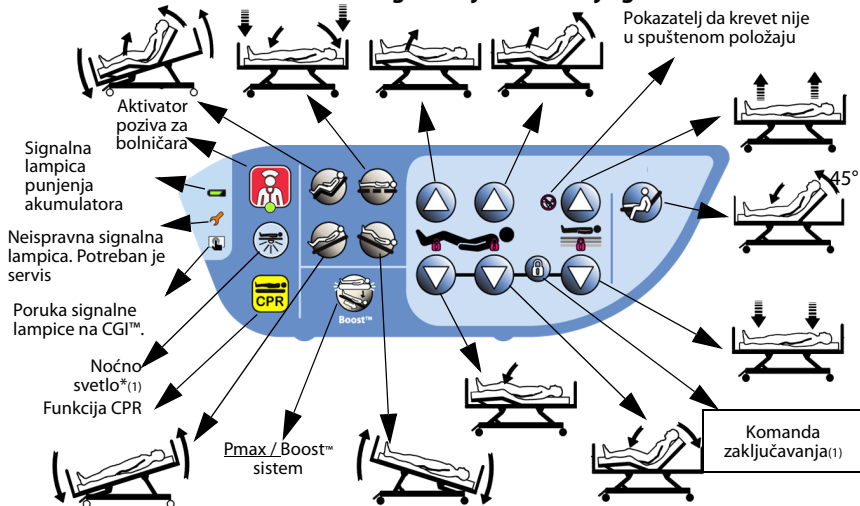 Pokazatelj da krevet nije
u spuštenom položaju
Aktivator
poziva za
bolničara
Signalna
lampica
punjenja
akumulatora
45°
Neispravna signalna
lampica. Potreban je
servis
CPR
Boost™
Poruka signalne
lampice na CGI™.
Noćno
svetlo*(1)
Funkcija CPR
Pmax / Boost™
sistem
Komanda
zaključavanja(1)